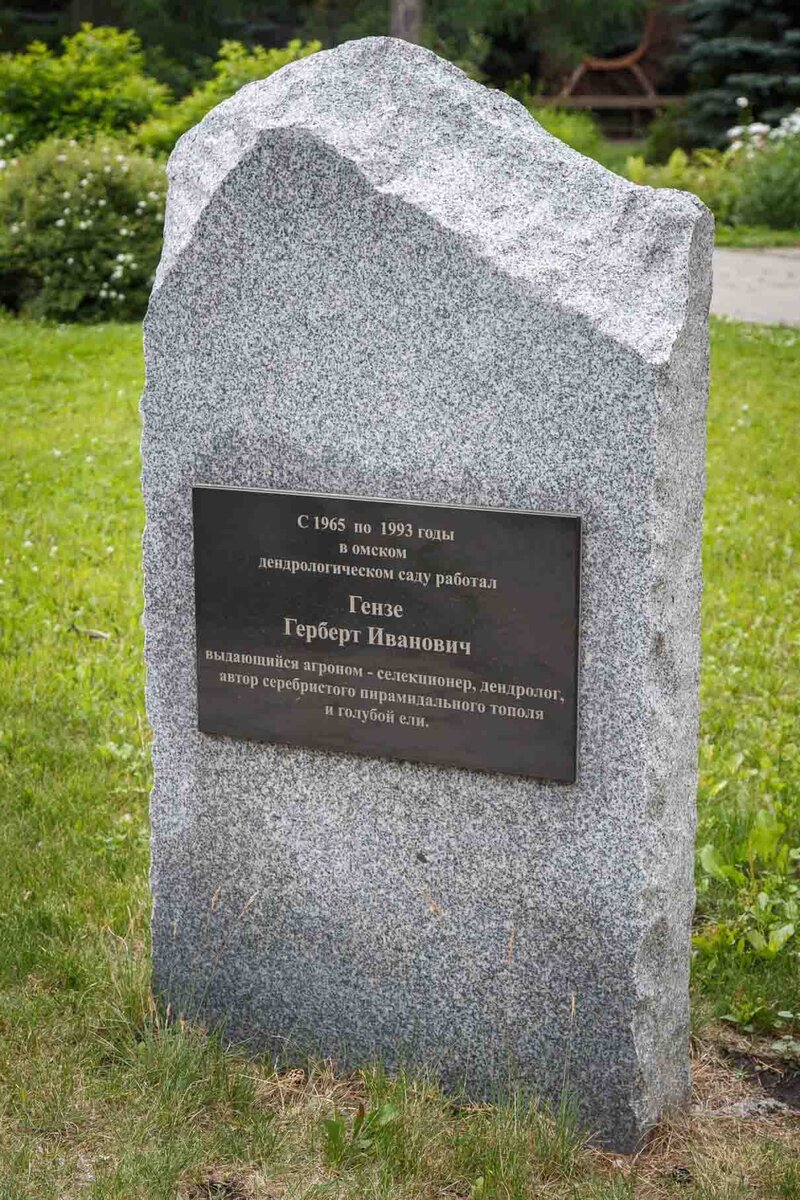 С 1965 по 1993 годы
в омском
дендрологическом саду работал
Гензе
Герберт Иванович
выдающийся агроном - селекционер, дендролог,
автор серебристого пирамидального тополя
и голубой ели.